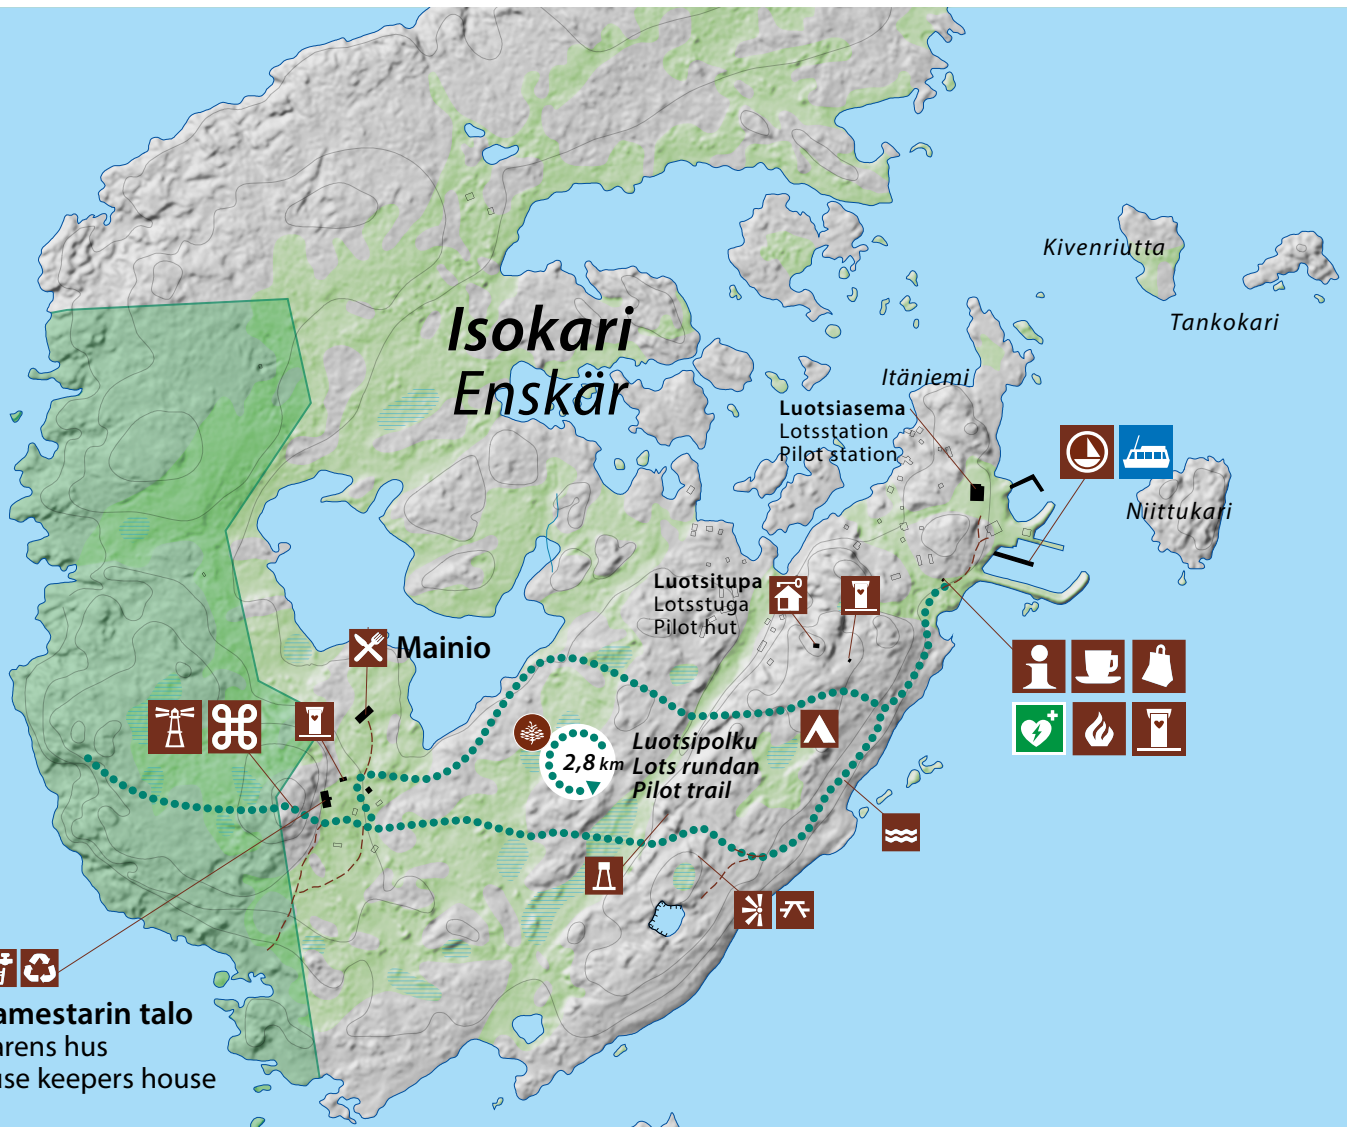 Kivenriutta
Tankokari
Isokari
Enskär
Itäniemi
Luotsiasema
Lotsstation
Pilot station
Niittukari
Luotsitupa
Lotsstuga
Pilot hut
Mainio
2,8 km
Luotsipolku
Lots rundan
Pilot trail
amestarin talo
arens hus
use keepers house